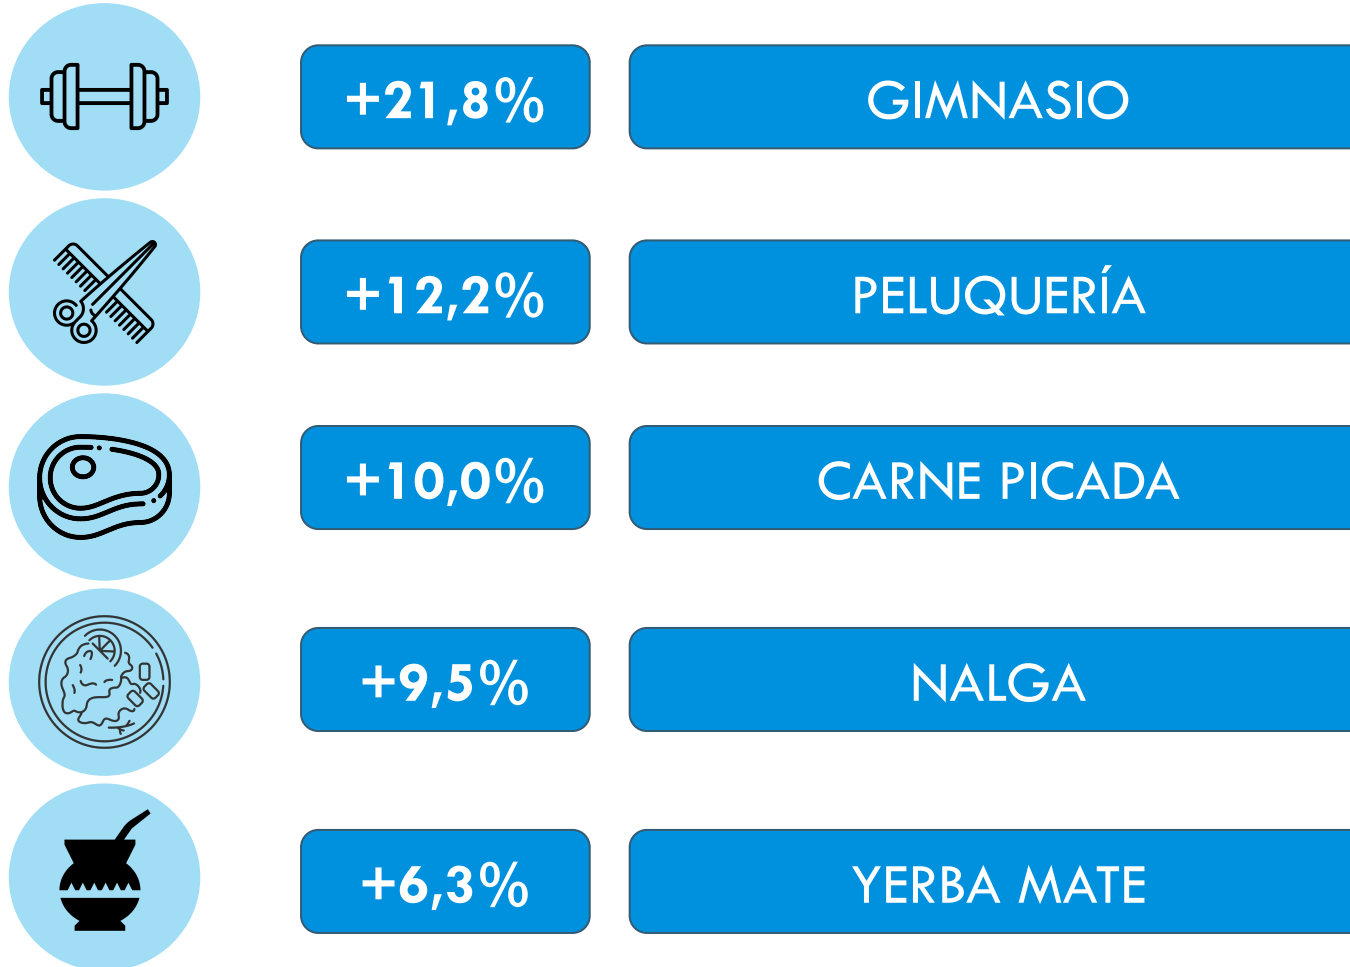 +21,8% GIMNASIO
+12,2% PELUQUERÍA
+10,0% CARNE PICADA
+9,5% NALGA
+6,3% YERBA MATE